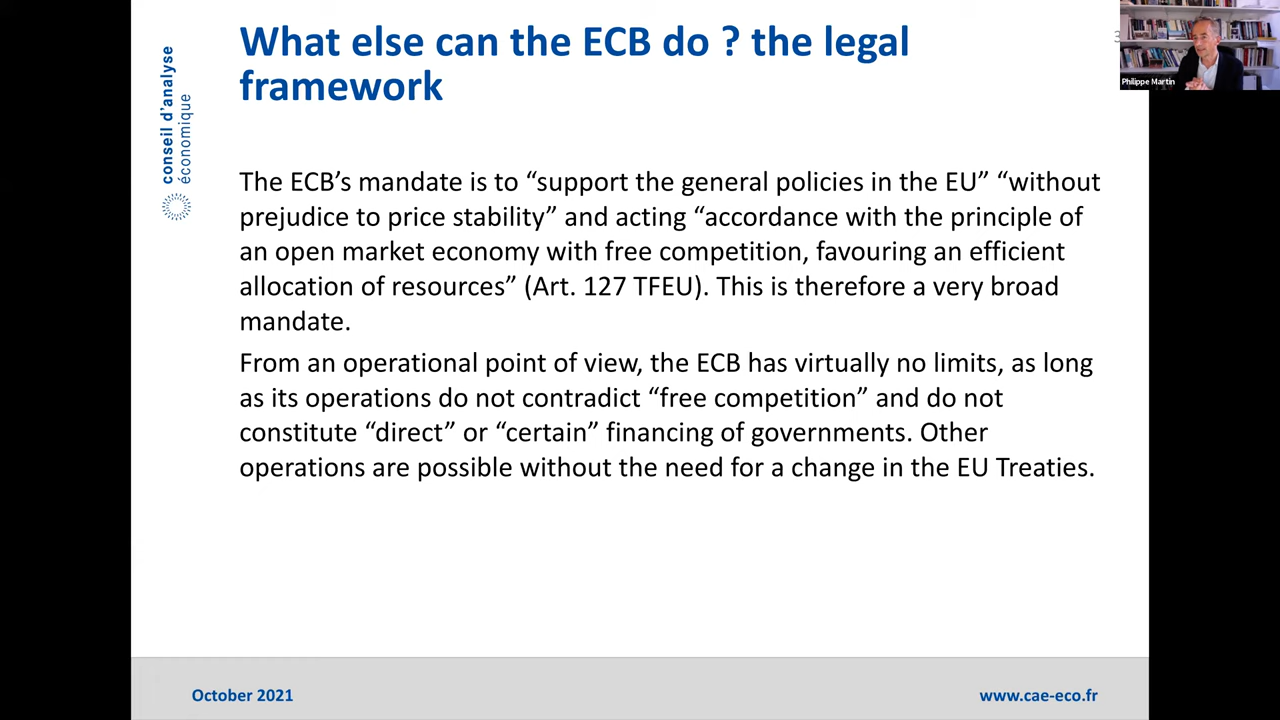 What else can the ECB do ? the legal
framework
3
Philippe Martin
conseil d'analyse
économique
The ECB’s mandate is to “support the general policies in the EU” “without
prejudice to price stability” and acting “accordance with the principle of
an open market economy with free competition, favouring an efficient
allocation of resources” (Art. 127 TFEU). This is therefore a very broad
mandate.
From an operational point of view, the ECB has virtually no limits, as long
as its operations do not contradict “free competition” and do not
constitute “direct” or “certain” financing of governments. Other
operations are possible without the need for a change in the EU Treaties.
October 2021
www.cae-eco.fr